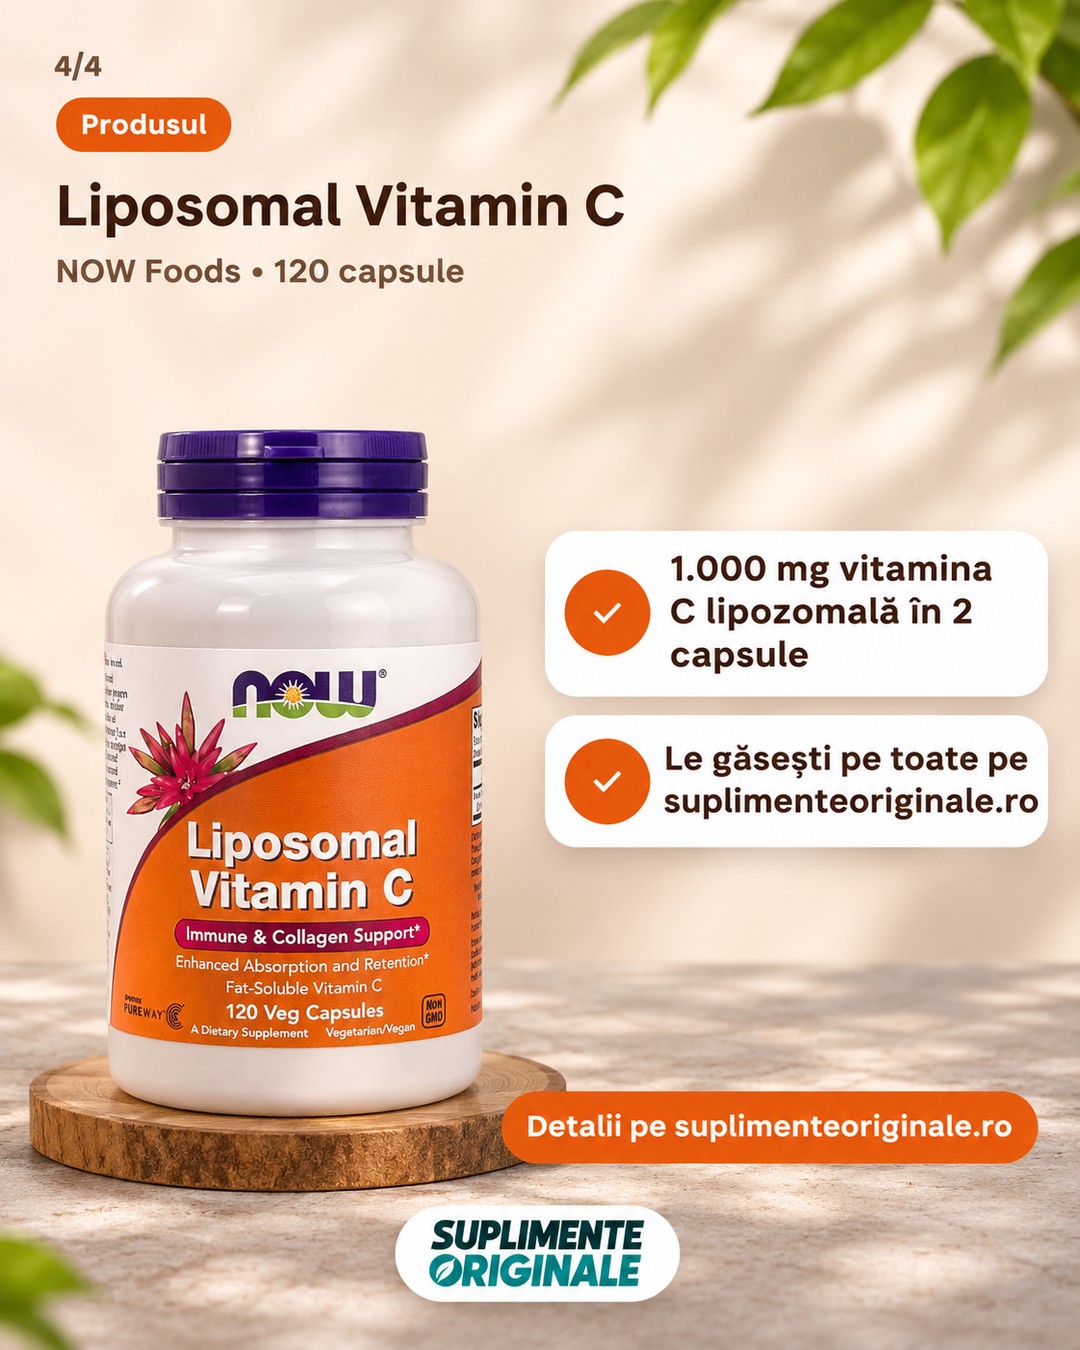 4/4
Produsul
Liposomal Vitamin C
NOW Foods • 120 capsule
1.000 mg vitamina
C lipozomală în 2
capsule
Le găsești pe toate pe
suplimenteoriginale.ro
NOW®
Liposomal
Vitamin C
Immune & Collagen Support*
Enhanced Absorption and Retention*
Fat-Soluble Vitamin C
PUREWAY
120 Veg Capsules
NON
GMO
A Dietary Supplement Vegetarian/Vegan
Detalii pe suplimenteoriginale.ro
SUPLIMENTE
ORIGINALE